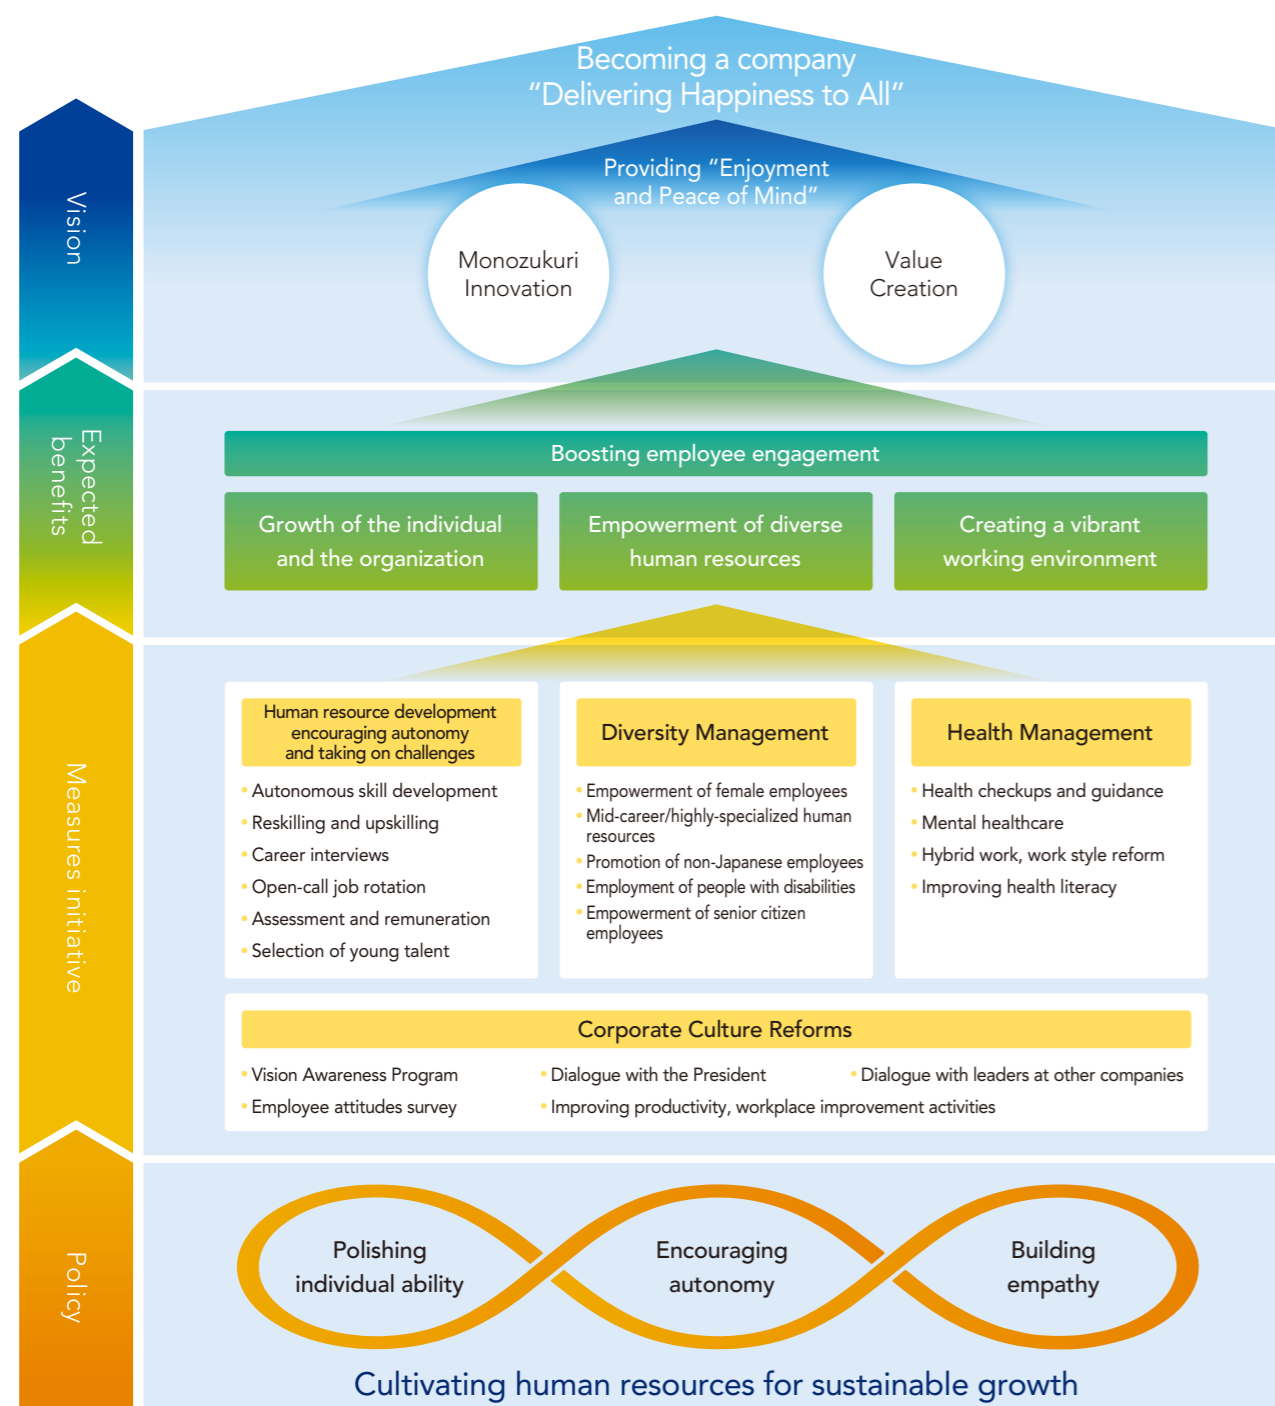 Becoming a company
“Delivering Happiness to All”
Providing “Enjoyment
and Peace of Mind”
Vision
Monozukuri
Innovation
Value
Creation
Expected
benefits
Boosting employee engagement
Growth of the individual
and the organization
Empowerment of diverse
human resources
Creating a vibrant
working environment
Measures initiative
Human resource development
encouraging autonomy
and taking on challenges
• Autonomous skill development
• Reskilling and upskilling
• Career interviews
• Open-call job rotation
• Assessment and remuneration
• Selection of young talent
Diversity Management
• Empowerment of female employees
• Mid-career/highly-specialized human
resources
• Promotion of non-Japanese employees
• Employment of people with disabilities
• Empowerment of senior citizen
employees
Health Management
• Health checkups and guidance
• Mental healthcare
• Hybrid work, work style reform
• Improving health literacy
Corporate Culture Reforms
• Vision Awareness Program
• Dialogue with the President
• Dialogue with leaders at other companies
• Employee attitudes survey
• Improving productivity, workplace improvement activities
Policy
Polishing
individual ability
Encouraging
autonomy
Building
empathy
Cultivating human resources for sustainable growth